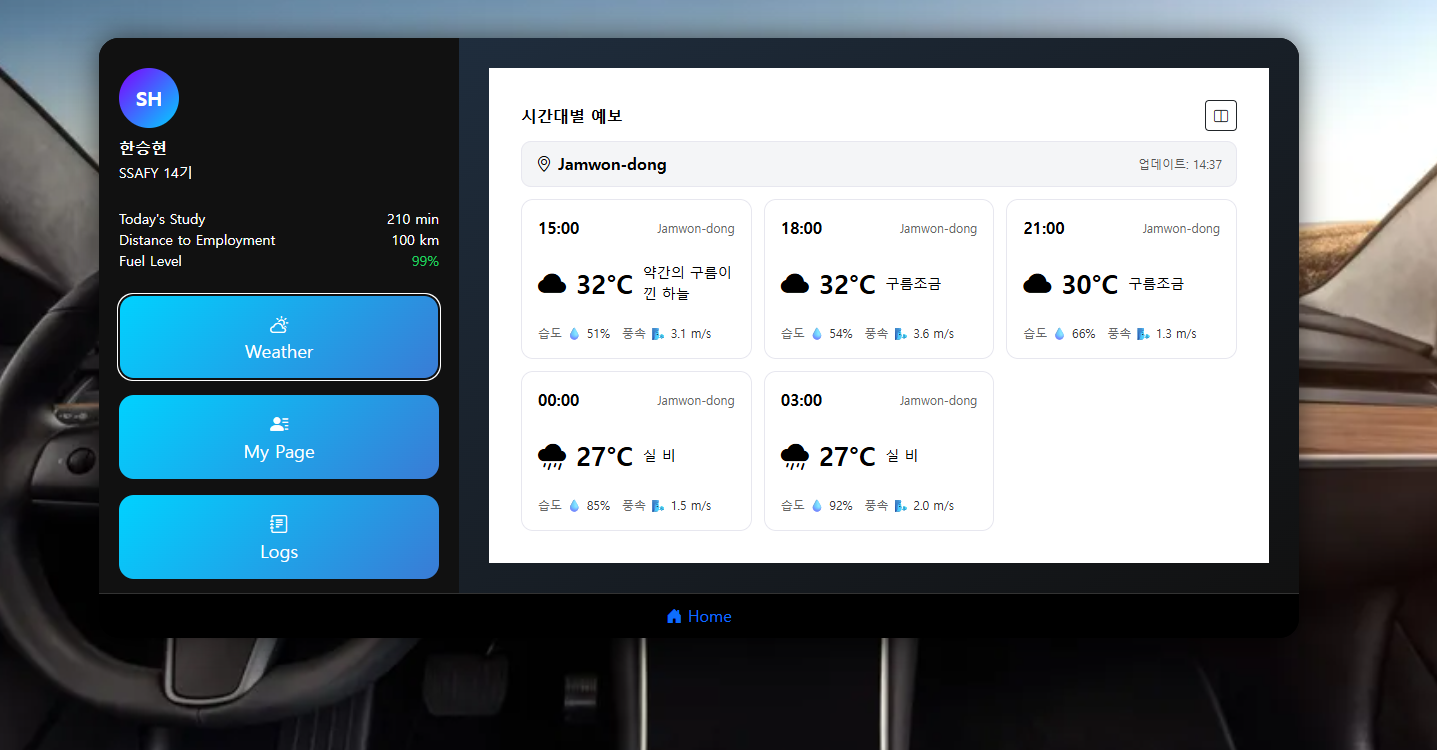 SH
한승현
SSAFY 14기
Today's Study 210 min
Distance to Employment 100 km
Fuel Level 99%
Weather
My Page
Logs
시간대별 예보
Jamwon-dong 업데이트: 14:37
15:00 Jamwon-dong
32°C 약간의 구름이
낀 하늘
습도 💧 51% 풍속 🌬️ 3.1 m/s
18:00 Jamwon-dong
32°C 구름조금
습도 💧 54% 풍속 🌬️ 3.6 m/s
21:00 Jamwon-dong
30°C 구름조금
습도 💧 66% 풍속 🌬️ 1.3 m/s
00:00 Jamwon-dong
27°C 실 비
습도 💧 85% 풍속 🌬️ 1.5 m/s
03:00 Jamwon-dong
27°C 실 비
습도 💧 92% 풍속 🌬️ 2.0 m/s
Home